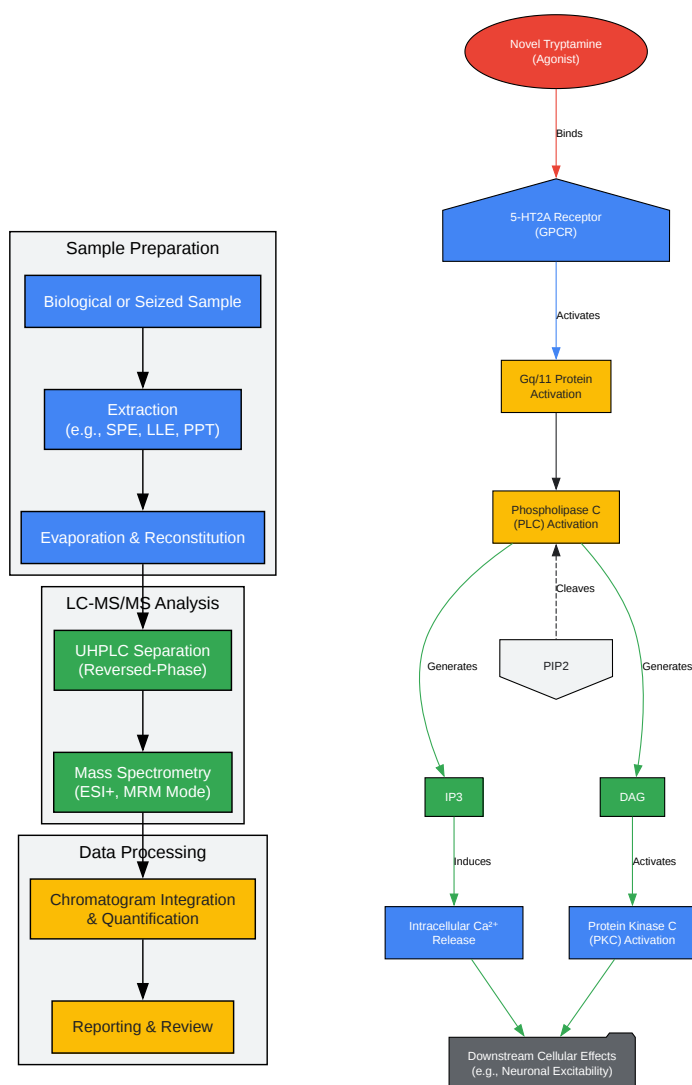 Sample Preparation
Biological or Seized Sample
Extraction
(e.g., SPE, LLE, PPT)
Evaporation & Reconstitution
LC-MS/MS Analysis
UHPLC Separation
(Reversed-Phase)
Mass Spectrometry
(ESI+, MRM Mode)
Data Processing
Chromatogram Integration
& Quantification
Reporting & Review
Novel Tryptamine
(Agonist)
Binds
5-HT2A Receptor
(GPCR)
Activates
Gq/11 Protein
Activation
Phospholipase C
(PLC) Activation
Cleaves
Generates
PIP2
Generates
IP3
DAG
Induces
Activates
Intracellular Ca²⁺
Release
Protein Kinase C
(PKC) Activation
Downstream Cellular Effects
(e.g., Neuronal Excitability)